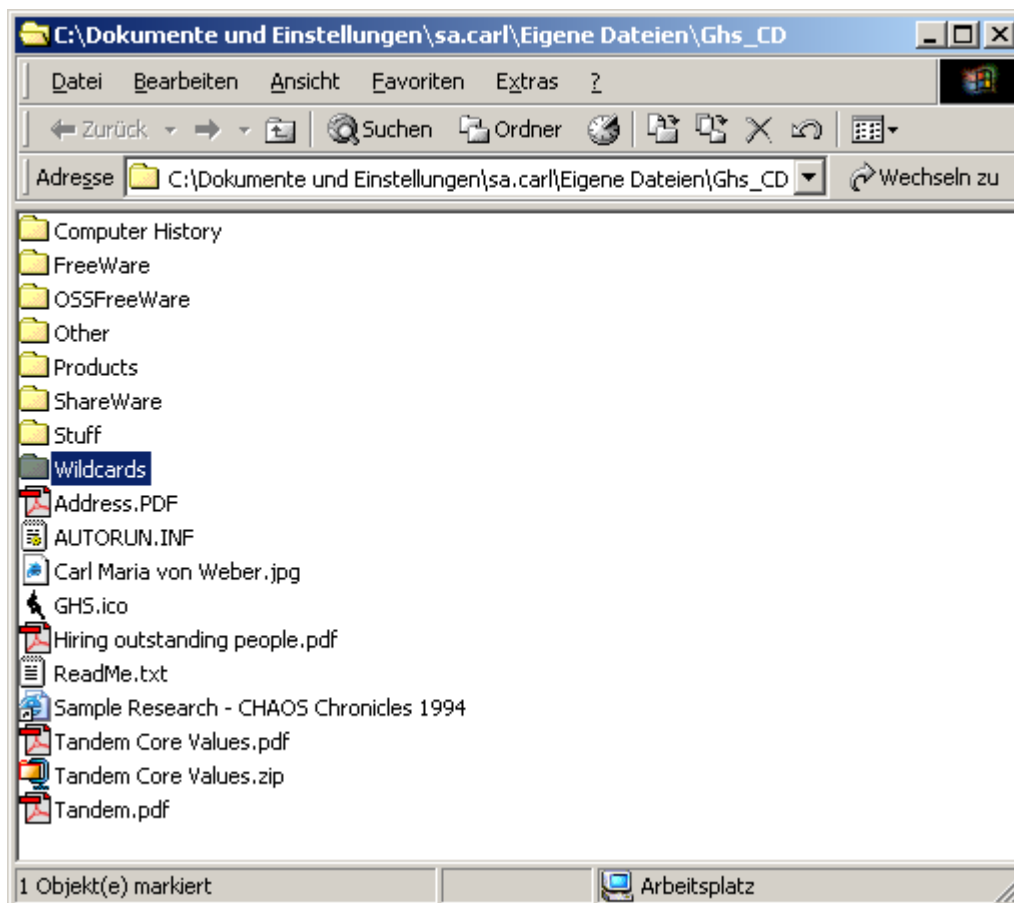 C:\Dokumente und Einstellungen\sa.carl\Eigene Dateien\Ghs_CD
Datei Bearbeiten Ansicht Favoriten Extras ?
Zurück Suchen Ordner
Adresse C:\Dokumente und Einstellungen\sa.carl\Eigene Dateien\Ghs_CD Wechseln zu
Computer History
FreeWare
OSSFreeWare
Other
Products
ShareWare
Stuff
Wildcards
Address.PDF
AUTORUN.INF
Carl Maria von Weber.jpg
GHS.ico
Hiring outstanding people.pdf
ReadMe.txt
Sample Research - CHAOS Chronicles 1994
Tandem Core Values.pdf
Tandem Core Values.zip
Tandem.pdf
1 Objekt(e) markiert Arbeitsplatz